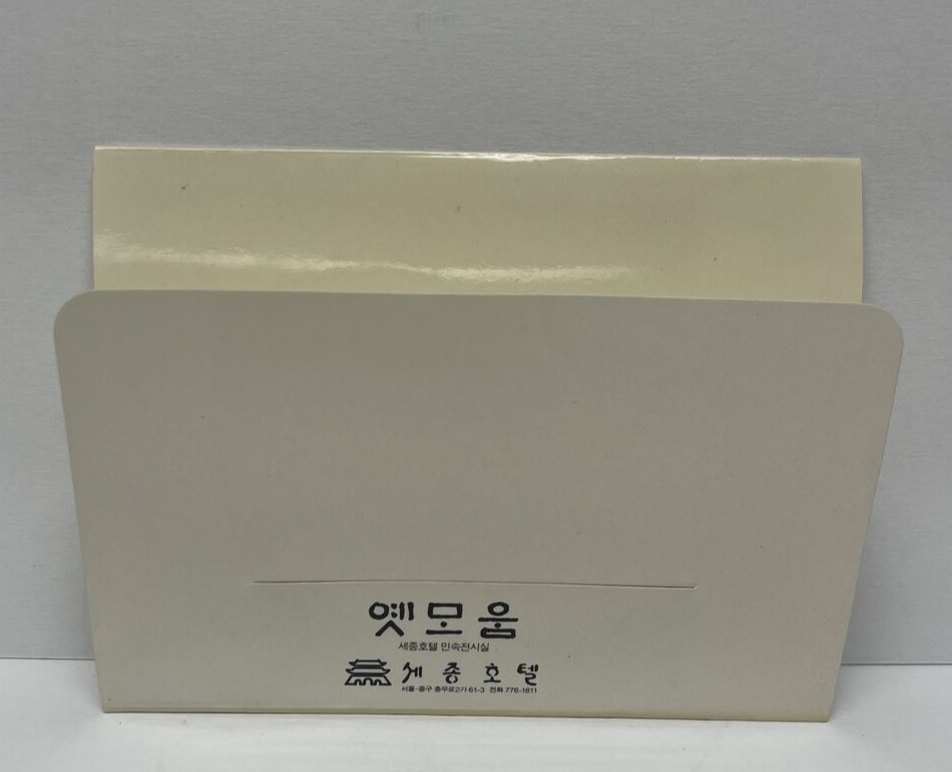 옛모움
세종호텔 민속전시실
세종호텔
서울·중구 충무로2가 61-3 전화 776-1811